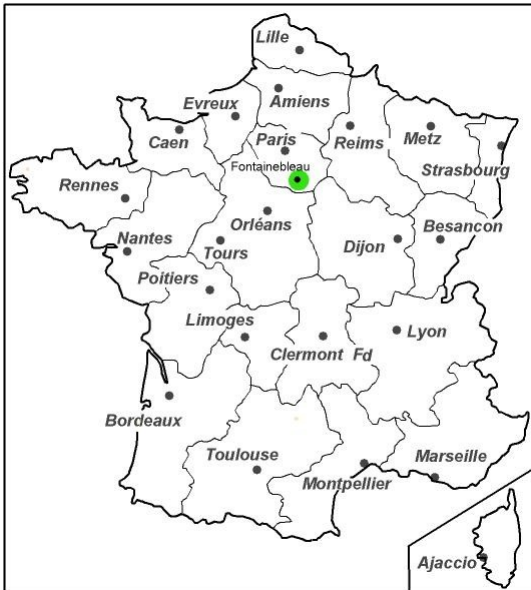 Lille
Amiens
Evreux
Caen
Paris
Reims
Metz
Strasbourg
Fontainebleau
Rennes
Orléans
Nantes
Tours
Dijon
Besancon
Poitiers
Limoges
Clermont Fd
Lyon
Bordeaux
Toulouse
Montpellier
Marseille
Ajaccio